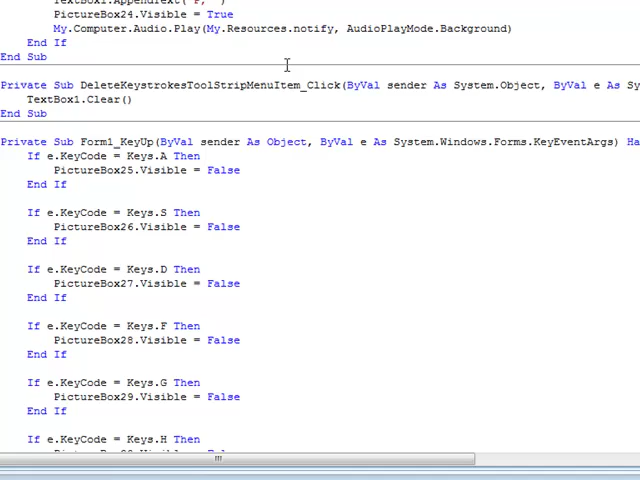 TextBox1.AppendText("P, ")
PictureBox24.Visible = True
My.Computer.Audio.Play(My.Resources.notify, AudioPlayMode.Background)
End If
End Sub
Private Sub DeleteKeystrokesToolStripMenuItem_Click(ByVal sender As System.Object, ByVal e As Sy
TextBox1.Clear()
End Sub
Private Sub Form1_KeyUp(ByVal sender As Object, ByVal e As System.Windows.Forms.KeyEventArgs) Ha
If e.KeyCode = Keys.A Then
PictureBox25.Visible = False
End If
If e.KeyCode = Keys.S Then
PictureBox26.Visible = False
End If
If e.KeyCode = Keys.D Then
PictureBox27.Visible = False
End If
If e.KeyCode = Keys.F Then
PictureBox28.Visible = False
End If
If e.KeyCode = Keys.G Then
PictureBox29.Visible = False
End If
If e.KeyCode = Keys.H Then